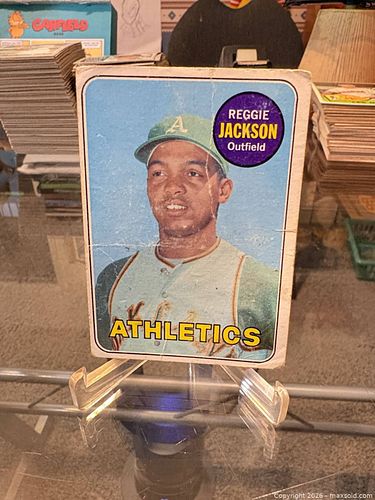 GARFIELD
REGGIE
JACKSON
Outfield
A
ATHLETICS
Copyright 2026 - maxsold.com